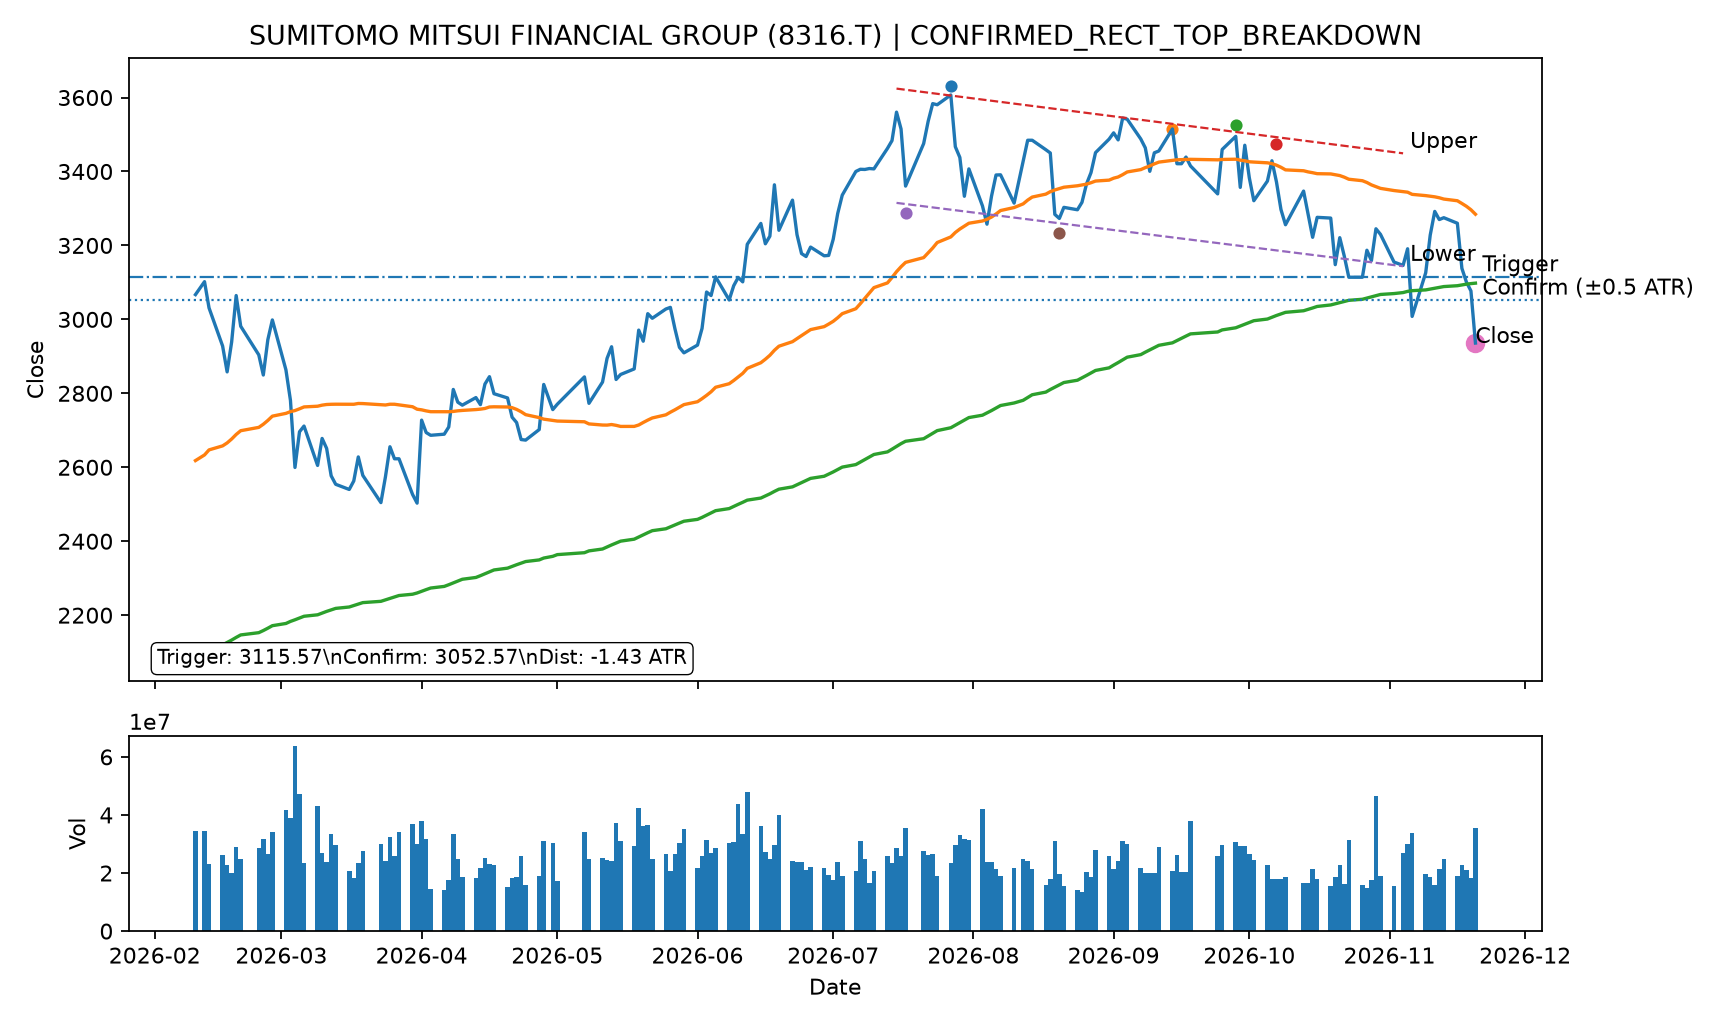 SUMITOMO MITSUI FINANCIAL GROUP (8316.T) | CONFIRMED_RECT_TOP_BREAKDOWN
Close
3600
3400
3200
3000
2800
2600
2400
2200
Upper
Lower
Trigger
Confirm (±0.5 ATR)
Close
Trigger: 3115.57\nConfirm: 3052.57\nDist: -1.43 ATR
1e7
Vol
6
4
2
0
2026-02 2026-03 2026-04 2026-05 2026-06 2026-07 2026-08 2026-09 2026-10 2026-11 2026-12
Date